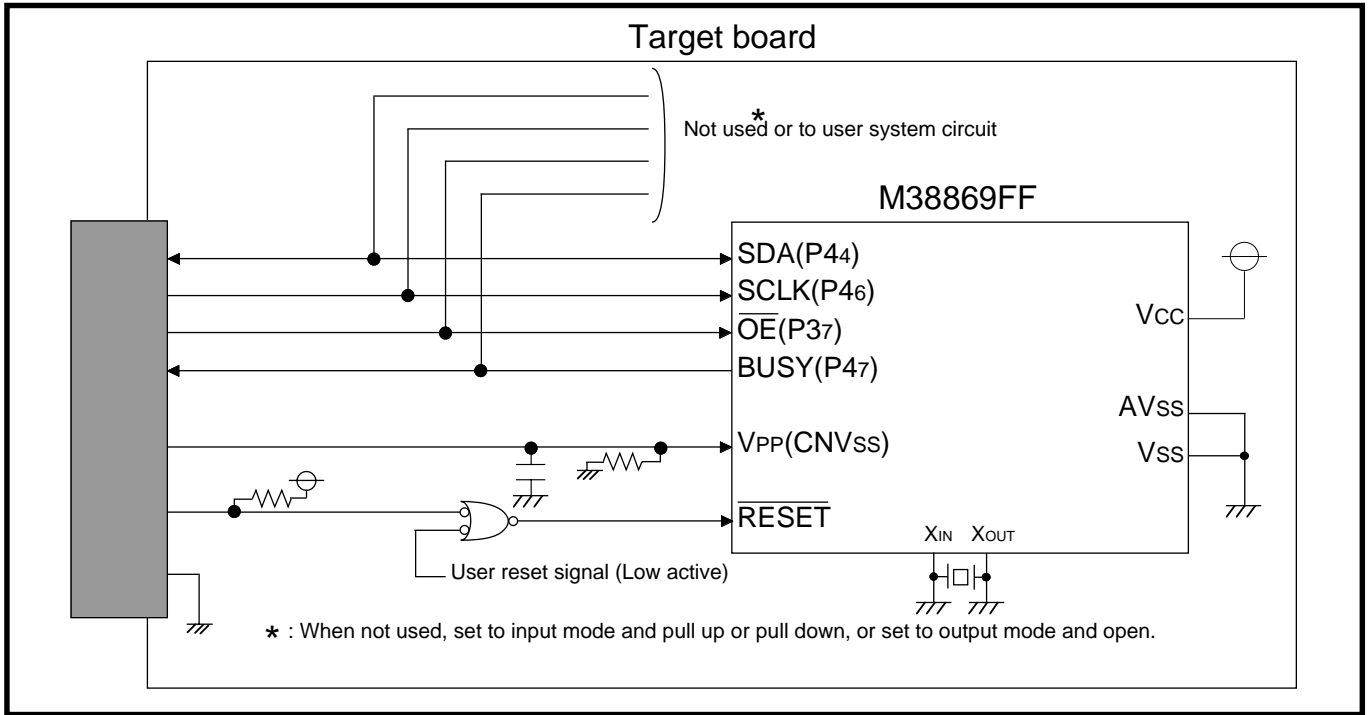 Target board
*
Not used or to user system circuit
M38869FF
SDA(P44)
SCLK(P46)
OE(P37)
BUSY(P47)
VPP(CNVSS)
RESET
VCC
AVSS
VSS
XIN XOUT
User reset signal (Low active)
* : When not used, set to input mode and pull up or pull down, or set to output mode and open.